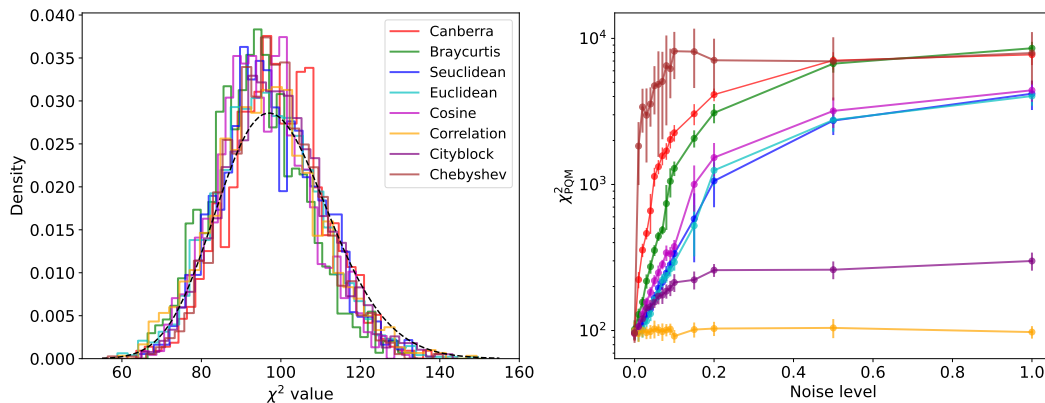 0.040
0.035
0.030
0.025
0.020
0.015
0.010
0.005
0.000
Density
60 80 100 120 140 160
χ² value
Canberra
Braycurtis
Seuclidean
Euclidean
Cosine
Correlation
Cityblock
Chebyshev
10⁴
10³
10²
χ²PQM
0.0 0.2 0.4 0.6 0.8 1.0
Noise level